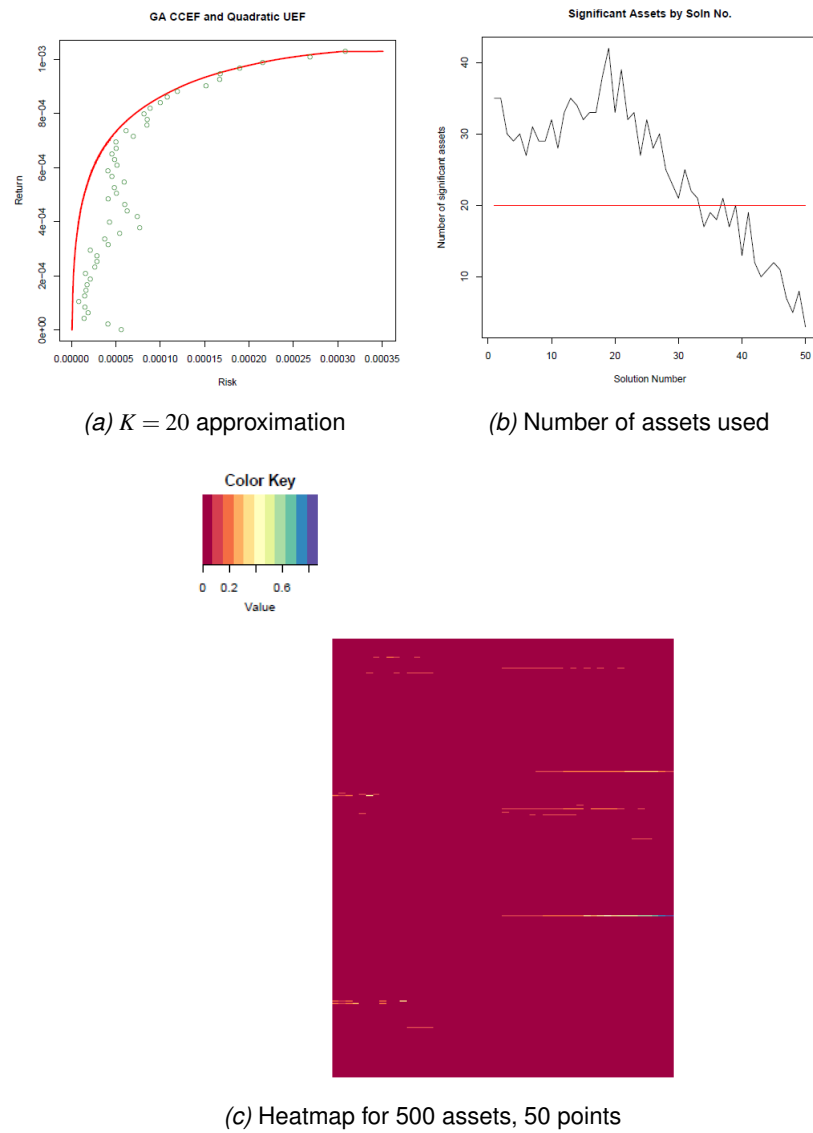 GA CCEF and Quadratic UEF
Return
0e+00 2e-04 4e-04 6e-04 8e-04 1e-03
0.00000 0.00005 0.00010 0.00015 0.00020 0.00025 0.00030 0.00035
Risk
(a) K = 20 approximation
Significant Assets by Soln No.
Number of significant assets
10 20 30 40
0 10 20 30 40 50
Solution Number
(b) Number of assets used
Color Key
0 0.2 0.6
Value
(c) Heatmap for 500 assets, 50 points